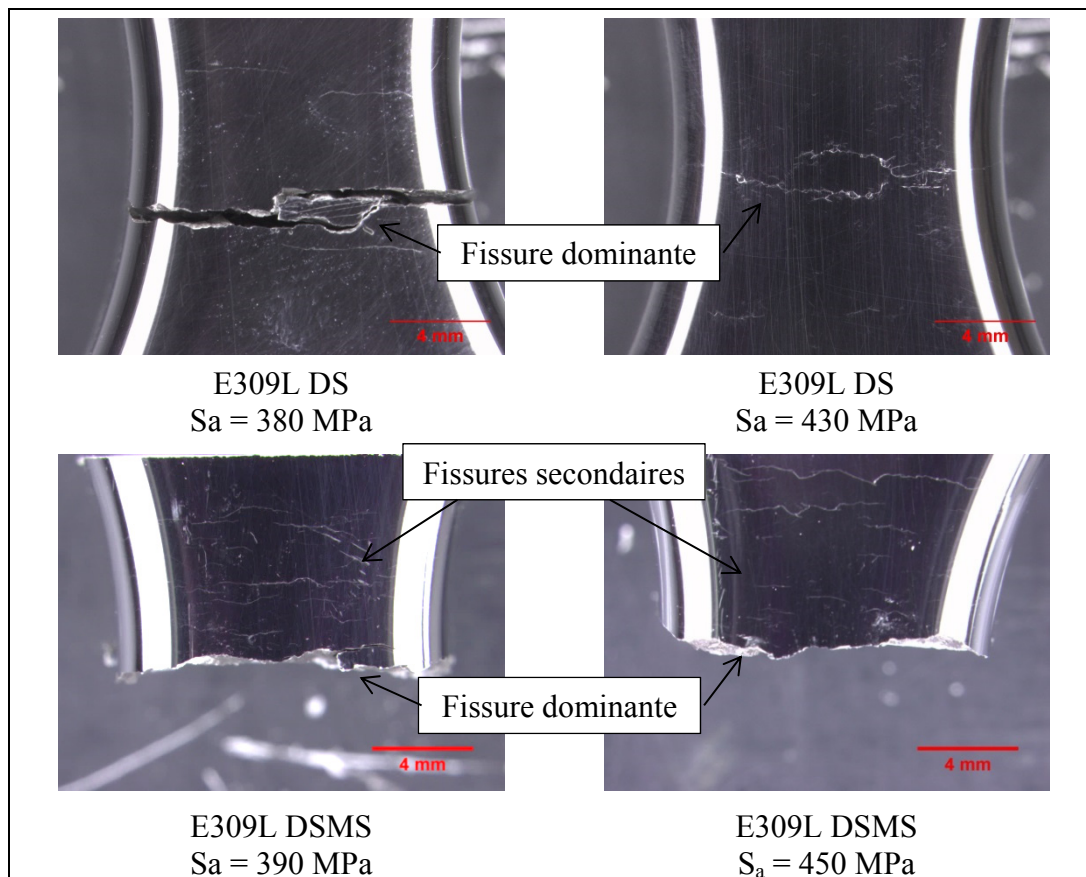 4 mm
4 mm
Fissure dominante
E309L DS
Sa = 380 MPa
E309L DS
Sa = 430 MPa
Fissures secondaires
Fissure dominante
4 mm
4 mm
E309L DSMS
Sa = 390 MPa
E309L DSMS
Sa = 450 MPa